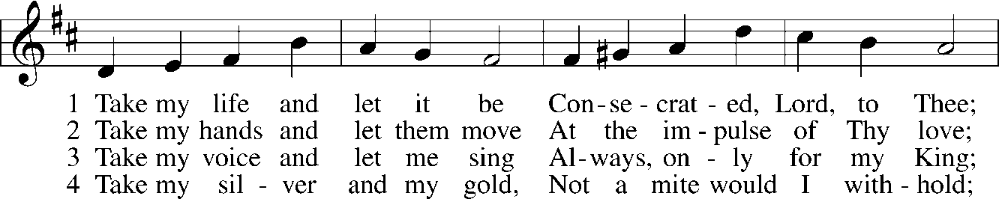 1 Take my life and let it be Con-se-crat-ed, Lord, to Thee;
2 Take my hands and let them move At the im-pulse of Thy love;
3 Take my voice and let me sing Al-ways, on-ly for my King;
4 Take my sil-ver and my gold, Not a mite would I with-hold;